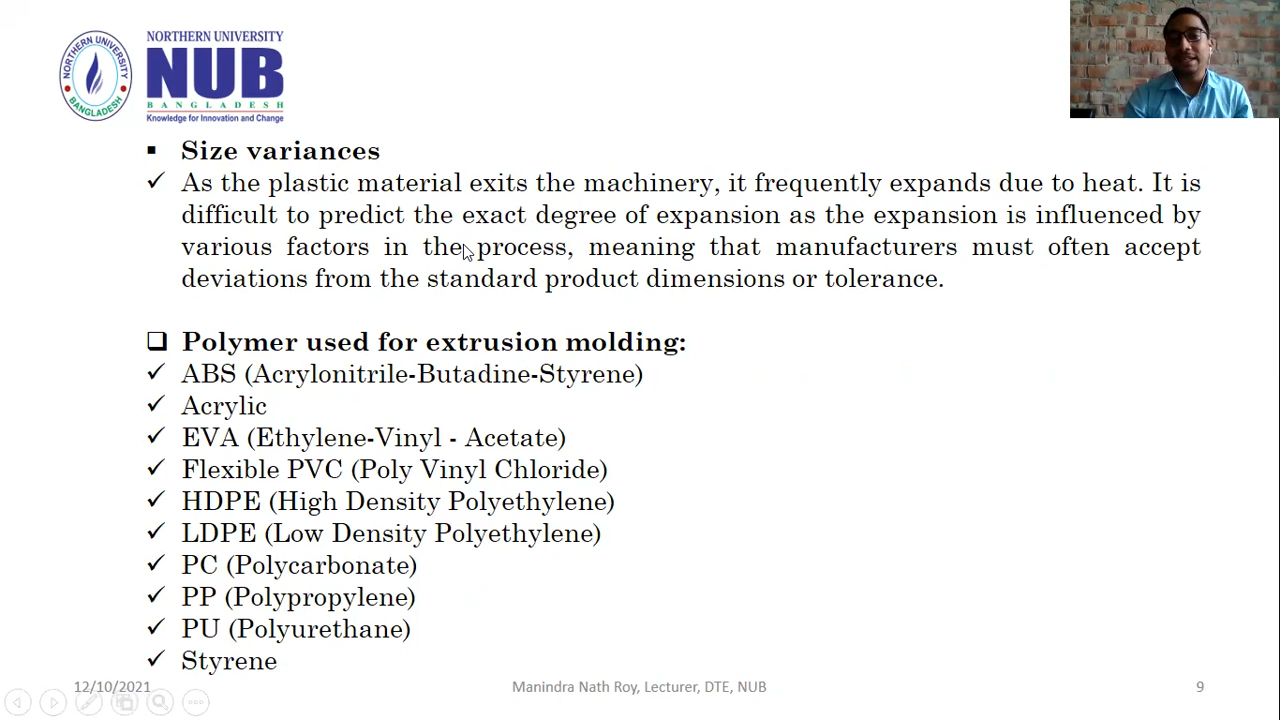 NORTHERN UNIVERSITY
BANGLADESH
NORTHERN UNIVERSITY
NUB
BANGLADESH
Knowledge for Innovation and Change
Size variances
As the plastic material exits the machinery, it frequently expands due to heat. It is
difficult to predict the exact degree of expansion as the expansion is influenced by
various factors in the process, meaning that manufacturers must often accept
deviations from the standard product dimensions or tolerance.
Polymer used for extrusion molding:
ABS (Acrylonitrile-Butadine-Styrene)
Acrylic
EVA (Ethylene-Vinyl - Acetate)
Flexible PVC (Poly Vinyl Chloride)
HDPE (High Density Polyethylene)
LDPE (Low Density Polyethylene)
PC (Polycarbonate)
PP (Polypropylene)
PU (Polyurethane)
Styrene
12/10/2021
Manindra Nath Roy, Lecturer, DTE, NUB
9